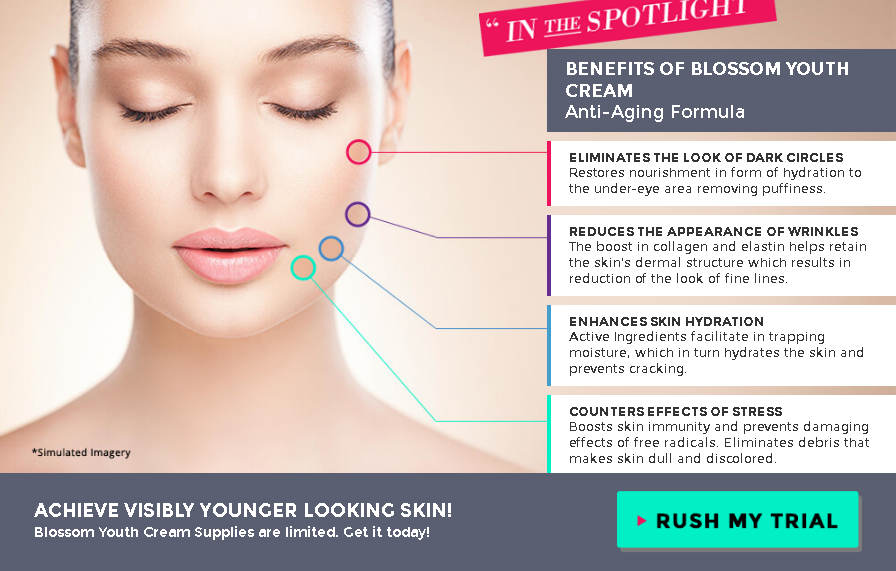 “ IN THE SPOTLIGHT
BENEFITS OF BLOSSOM YOUTH
CREAM
Anti-Aging Formula
ELIMINATES THE LOOK OF DARK CIRCLES
Restores nourishment in form of hydration to
the under-eye area removing puffiness.
REDUCES THE APPEARANCE OF WRINKLES
The boost in collagen and elastin helps retain
the skin's dermal structure which results in
reduction of the look of fine lines.
ENHANCES SKIN HYDRATION
Active Ingredients facilitate in trapping
moisture, which in turn hydrates the skin and
prevents cracking.
COUNTERS EFFECTS OF STRESS
Boosts skin immunity and prevents damaging
effects of free radicals. Eliminates debris that
makes skin dull and discolored.
*Simulated Imagery
ACHIEVE VISIBLY YOUNGER LOOKING SKIN!
Blossom Youth Cream Supplies are limited. Get it today!
RUSH MY TRIAL